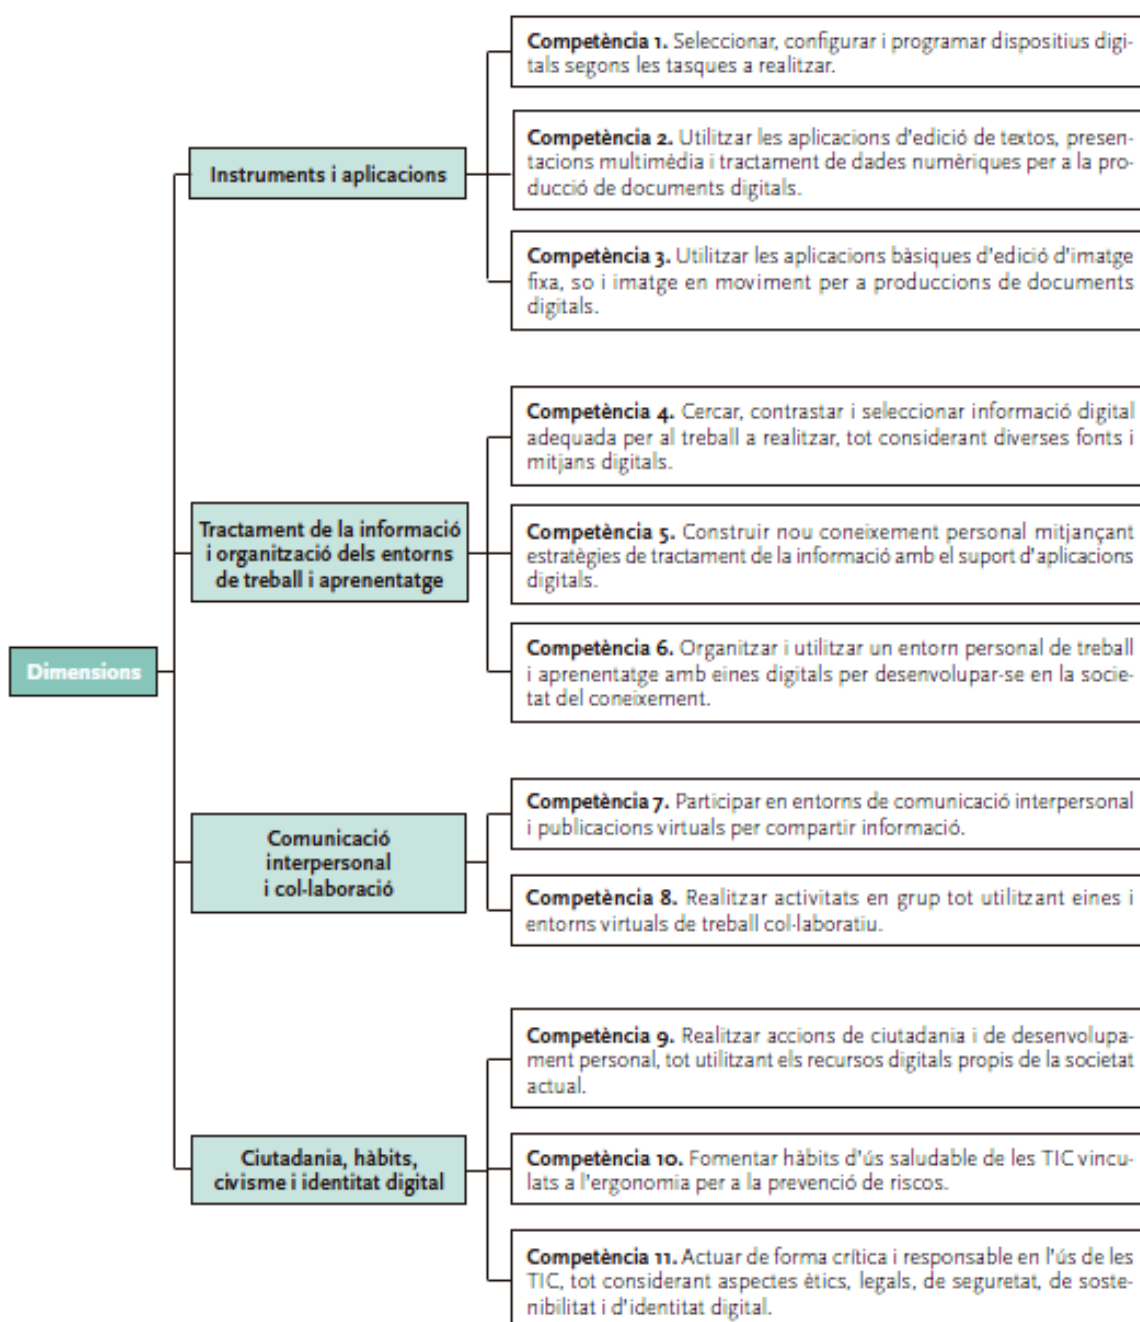 Competència 1. Seleccionar, configurar i programar dispositius digi-
tals segons les tasques a realitzar.
Competència 2. Utilitzar les aplicacions d'edició de textos, presen-
tacions multimèdia i tractament de dades numèriques per a la pro-
ducció de documents digitals.
Instruments i aplicacions
Competència 3. Utilitzar les aplicacions bàsiques d'edició d'imatge
fixa, so i imatge en moviment per a produccions de documents
digitals.
Competència 4. Cercar, contrastar i seleccionar informació digital
adequada per al treball a realitzar, tot considerant diverses fonts i
mitjans digitals.
Tractament de la informació
i organització dels entorns
de treball i aprenentatge
Competència 5. Construir nou coneixement personal mitjançant
estratègies de tractament de la informació amb el suport d'aplicacions
digitals.
Competència 6. Organitzar i utilitzar un entorn personal de treball
i aprenentatge amb eines digitals per desenvolupar-se en la socie-
tat del coneixement.
Dimensions
Competència 7. Participar en entorns de comunicació interpersonal
i publicacions virtuals per compartir informació.
Comunicació
interpersonal
i col·laboració
Competència 8. Realitzar activitats en grup tot utilitzant eines i
entorns virtuals de treball col·laboratiu.
Competència 9. Realitzar accions de ciutadania i de desenvolupa-
ment personal, tot utilitzant els recursos digitals propis de la societat
actual.
Ciutadania, hàbits,
civisme i identitat digital
Competència 10. Fomentar hàbits d'ús saludable de les TIC vincu-
lats a l'ergonomia per a la prevenció de riscos.
Competència 11. Actuar de forma crítica i responsable en l'ús de les
TIC, tot considerant aspectes ètics, legals, de seguretat, de soste-
nibilitat i d'identitat digital.